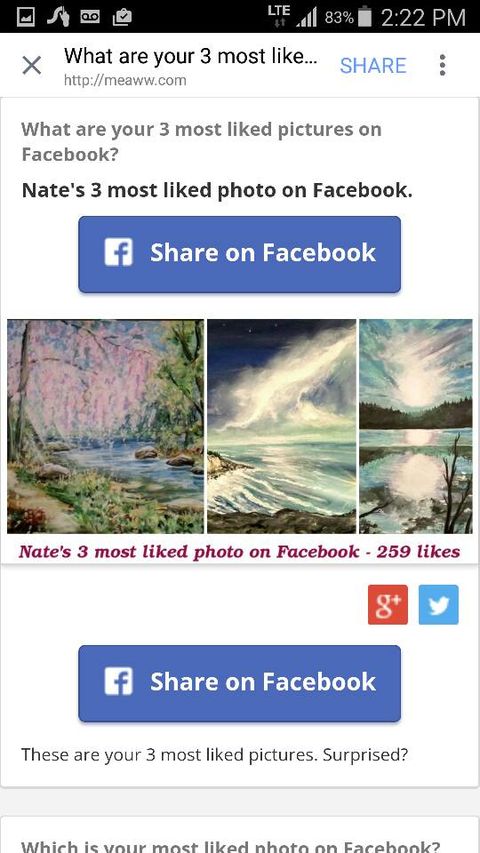 LTE 83% 2:22 PM
What are your 3 most like... SHARE
http://meaww.com
What are your 3 most liked pictures on
Facebook?
Nate's 3 most liked photo on Facebook.
f Share on Facebook
Nate's 3 most liked photo on Facebook - 259 likes
g+
f Share on Facebook
These are your 3 most liked pictures. Surprised?
Which is your most liked photo on Facebook?